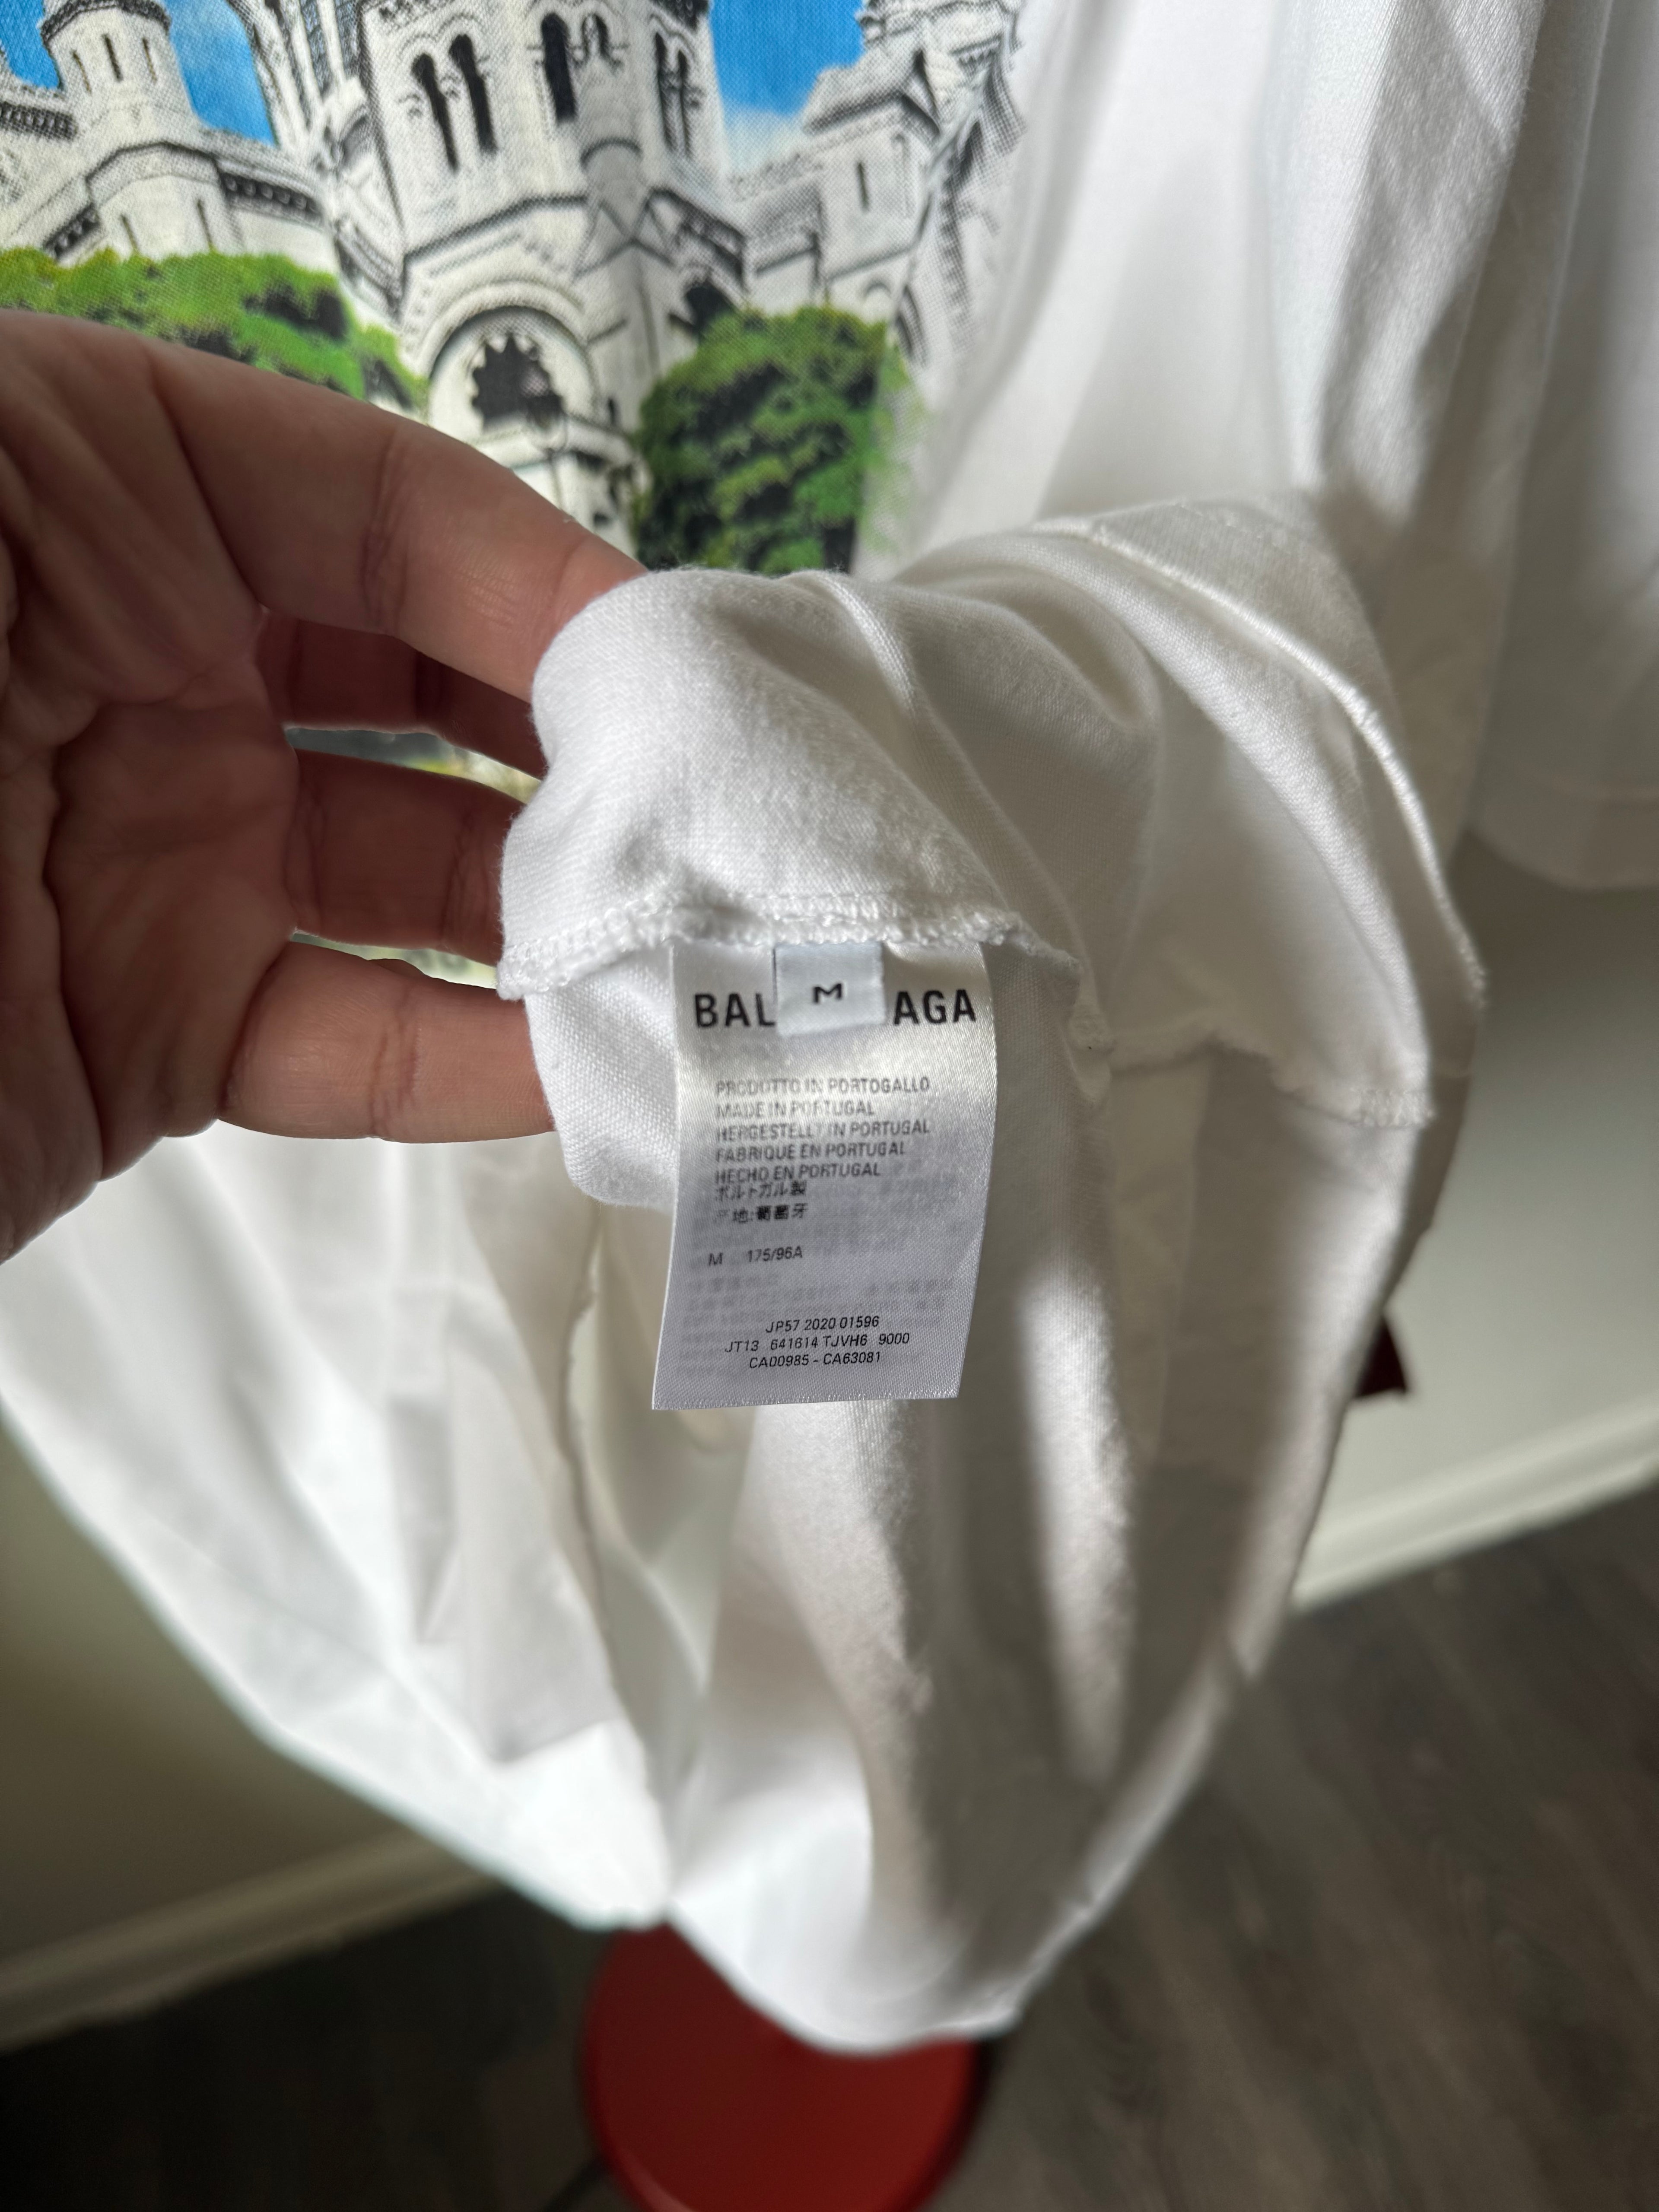 M
BAL AGA
PRODOTTO IN PORTOGALLO
MADE IN PORTUGAL
HERGESTELLT IN PORTUGAL
FABRIQUE EN PORTUGAL
HECHO EN PORTUGAL
ポルトガル製
产地:葡萄牙
M 175/96A
JP57 2020 01596
JT13 641614 TJVH6 9000
CA00985 - CA63081